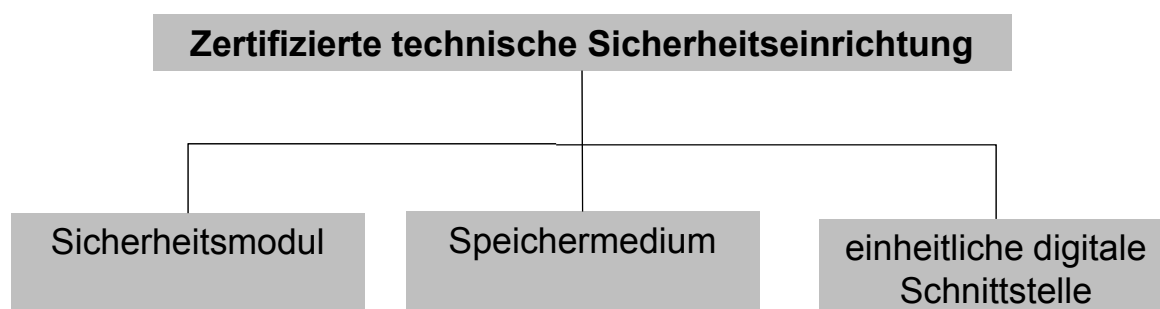 Zertifizierte technische Sicherheitseinrichtung
Sicherheitsmodul
Speichermedium
einheitliche digitale
Schnittstelle